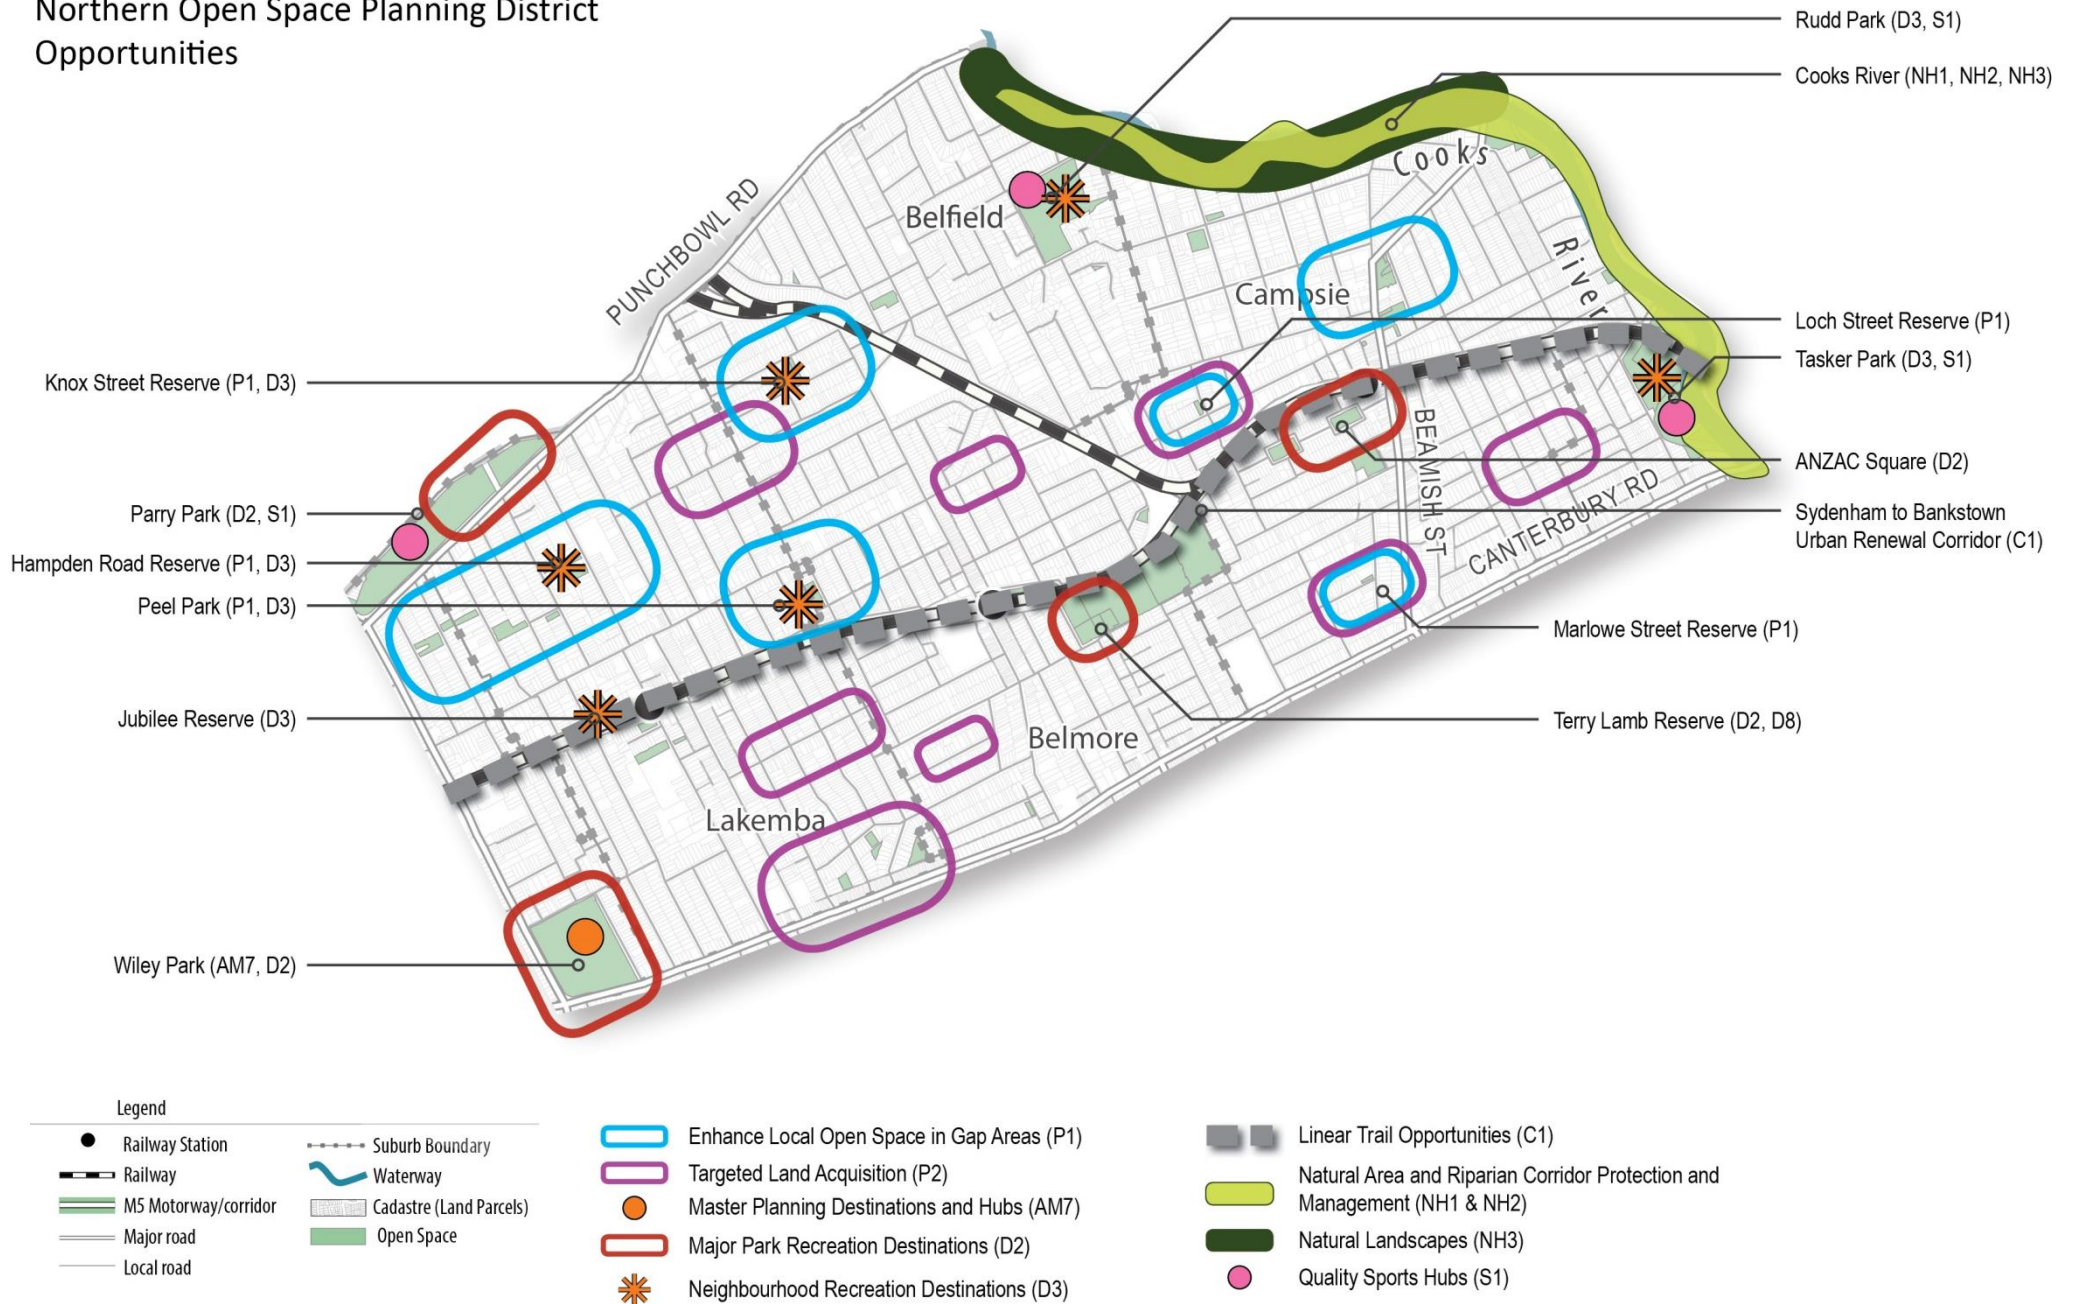 Northern Open Space Planning District
Opportunities
Rudd Park (D3, S1)
Cooks River (NH1, NH2, NH3)
Cooks
River
PUNCHBOWL RD
Belfield
Campsie
Loch Street Reserve (P1)
Tasker Park (D3, S1)
Knox Street Reserve (P1, D3)
BEAMISH ST
ANZAC Square (D2)
CANTERBURY RD
Parry Park (D2, S1)
Sydenham to Bankstown
Urban Renewal Corridor (C1)
Hampden Road Reserve (P1, D3)
Peel Park (P1, D3)
Marlowe Street Reserve (P1)
Jubilee Reserve (D3)
Terry Lamb Reserve (D2, D8)
Belmore
Lakemba
Wiley Park (AM7, D2)
Legend
Railway Station
Railway
M5 Motorway/corridor
Major road
Local road
Suburb Boundary
Waterway
Cadastre (Land Parcels)
Open Space
Enhance Local Open Space in Gap Areas (P1)
Targeted Land Acquisition (P2)
Master Planning Destinations and Hubs (AM7)
Major Park Recreation Destinations (D2)
Neighbourhood Recreation Destinations (D3)
Linear Trail Opportunities (C1)
Natural Area and Riparian Corridor Protection and
Management (NH1 & NH2)
Natural Landscapes (NH3)
Quality Sports Hubs (S1)